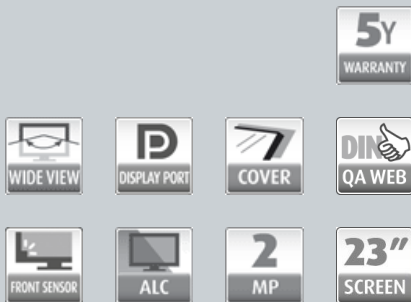 5Y
WARRANTY
WIDE VIEW
DISPLAY PORT
COVER
DIN
QA WEB
FRONT SENSOR
ALC
2
MP
23"
SCREEN